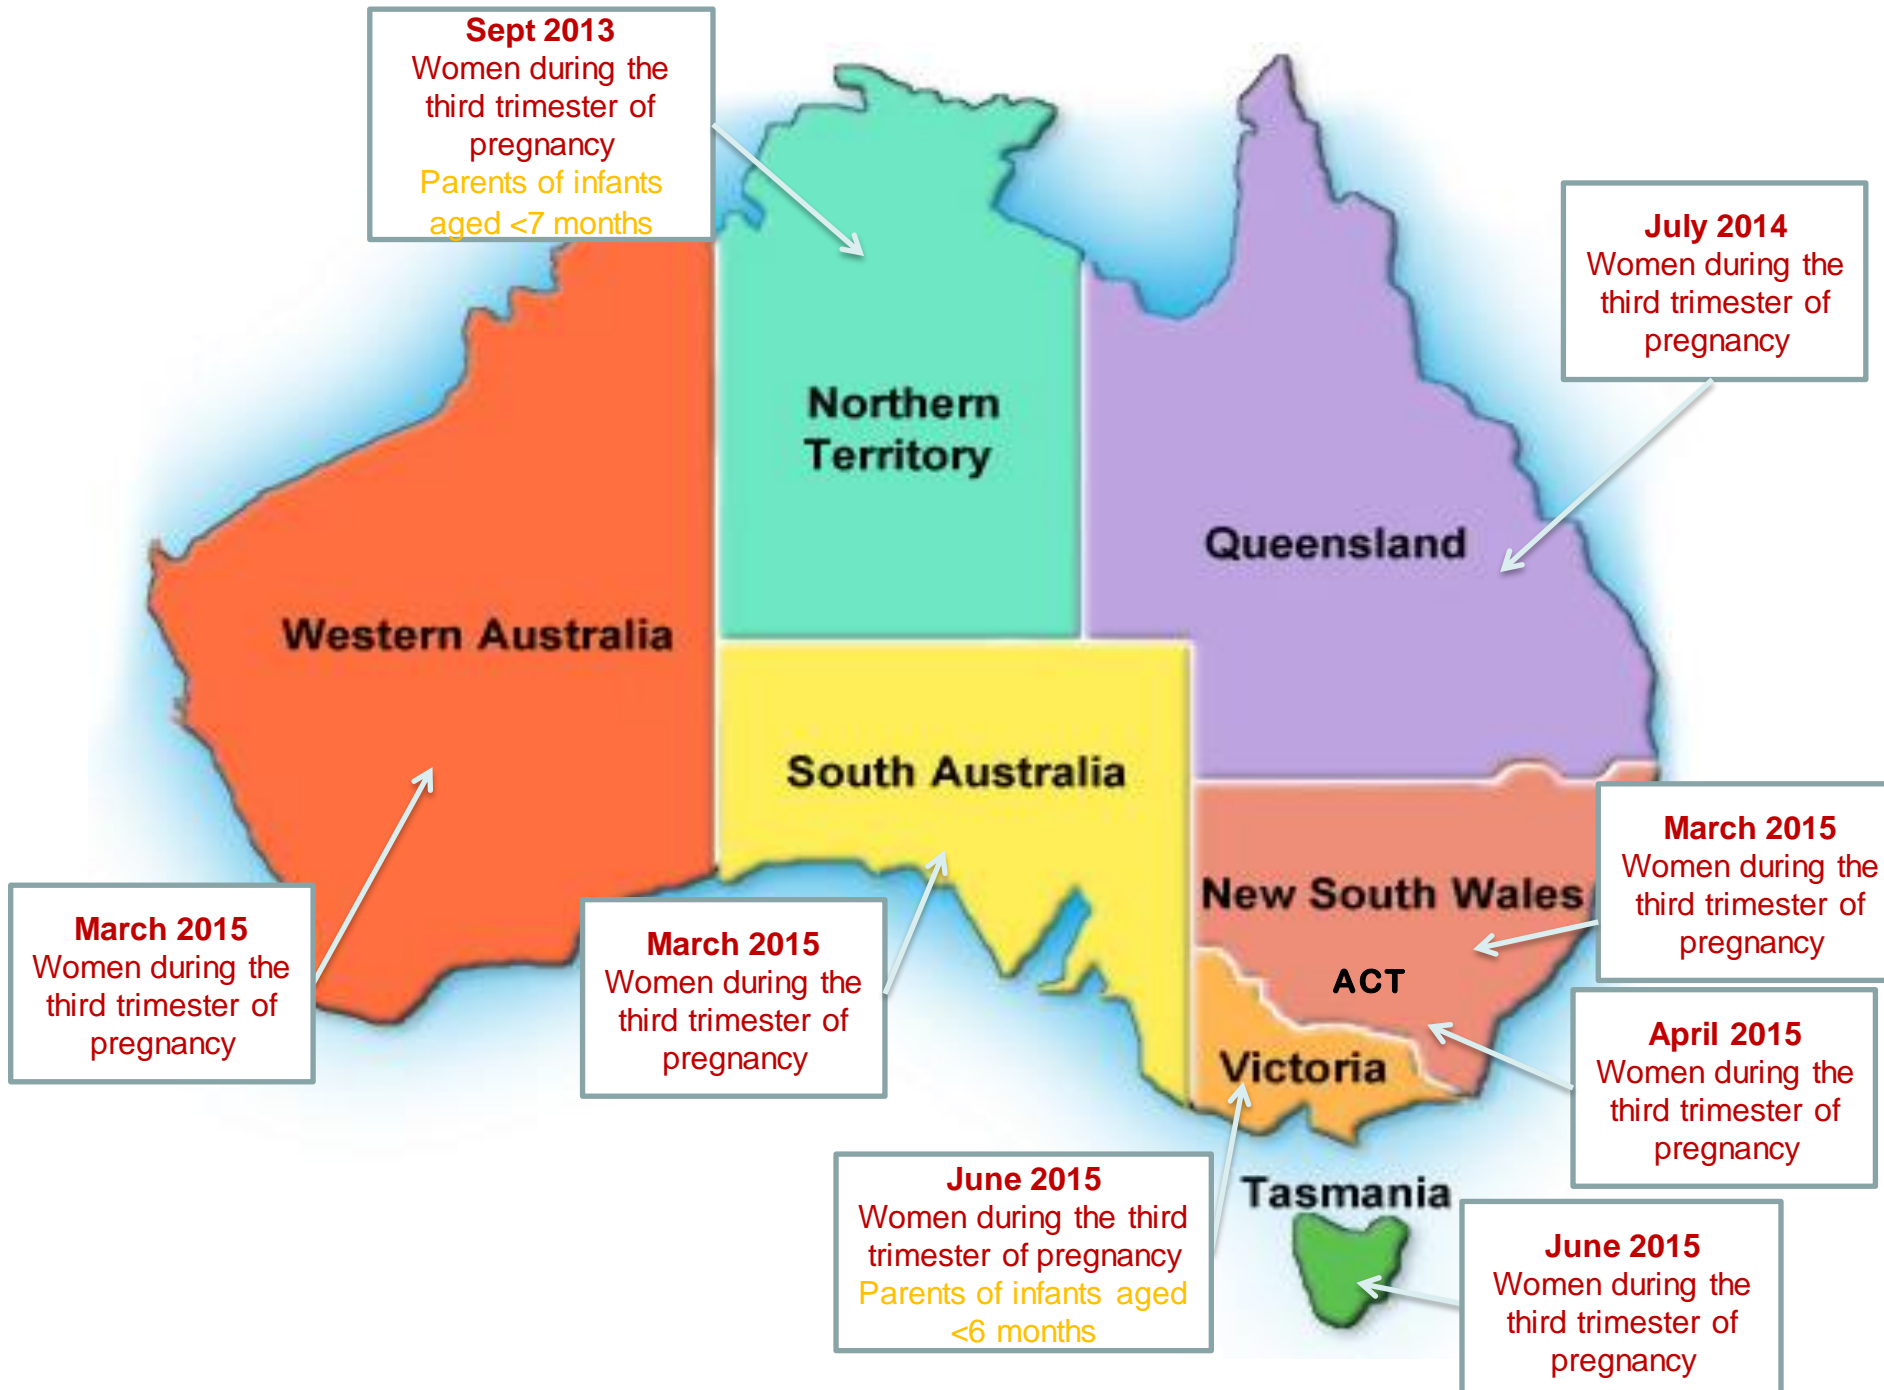 Sept 2013
Women during the
third trimester of
pregnancy
Parents of infants
aged <7 months
July 2014
Women during the
third trimester of
pregnancy
Northern
Territory
Queensland
Western Australia
South Australia
New South Wales
ACT
Victoria
Tasmania
March 2015
Women during the
third trimester of
pregnancy
March 2015
Women during the
third trimester of
pregnancy
March 2015
Women during the
third trimester of
pregnancy
April 2015
Women during the
third trimester of
pregnancy
June 2015
Women during the third
trimester of pregnancy
Parents of infants aged
<6 months
June 2015
Women during the
third trimester of
pregnancy